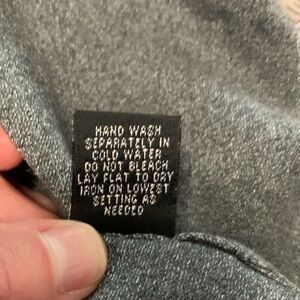 HAND WASH
SEPARATELY IN
COLD WATER
DO NOT BLEACH
LAY FLAT TO DRY
IRON ON LOWEST
SETTING AS
NEEDED